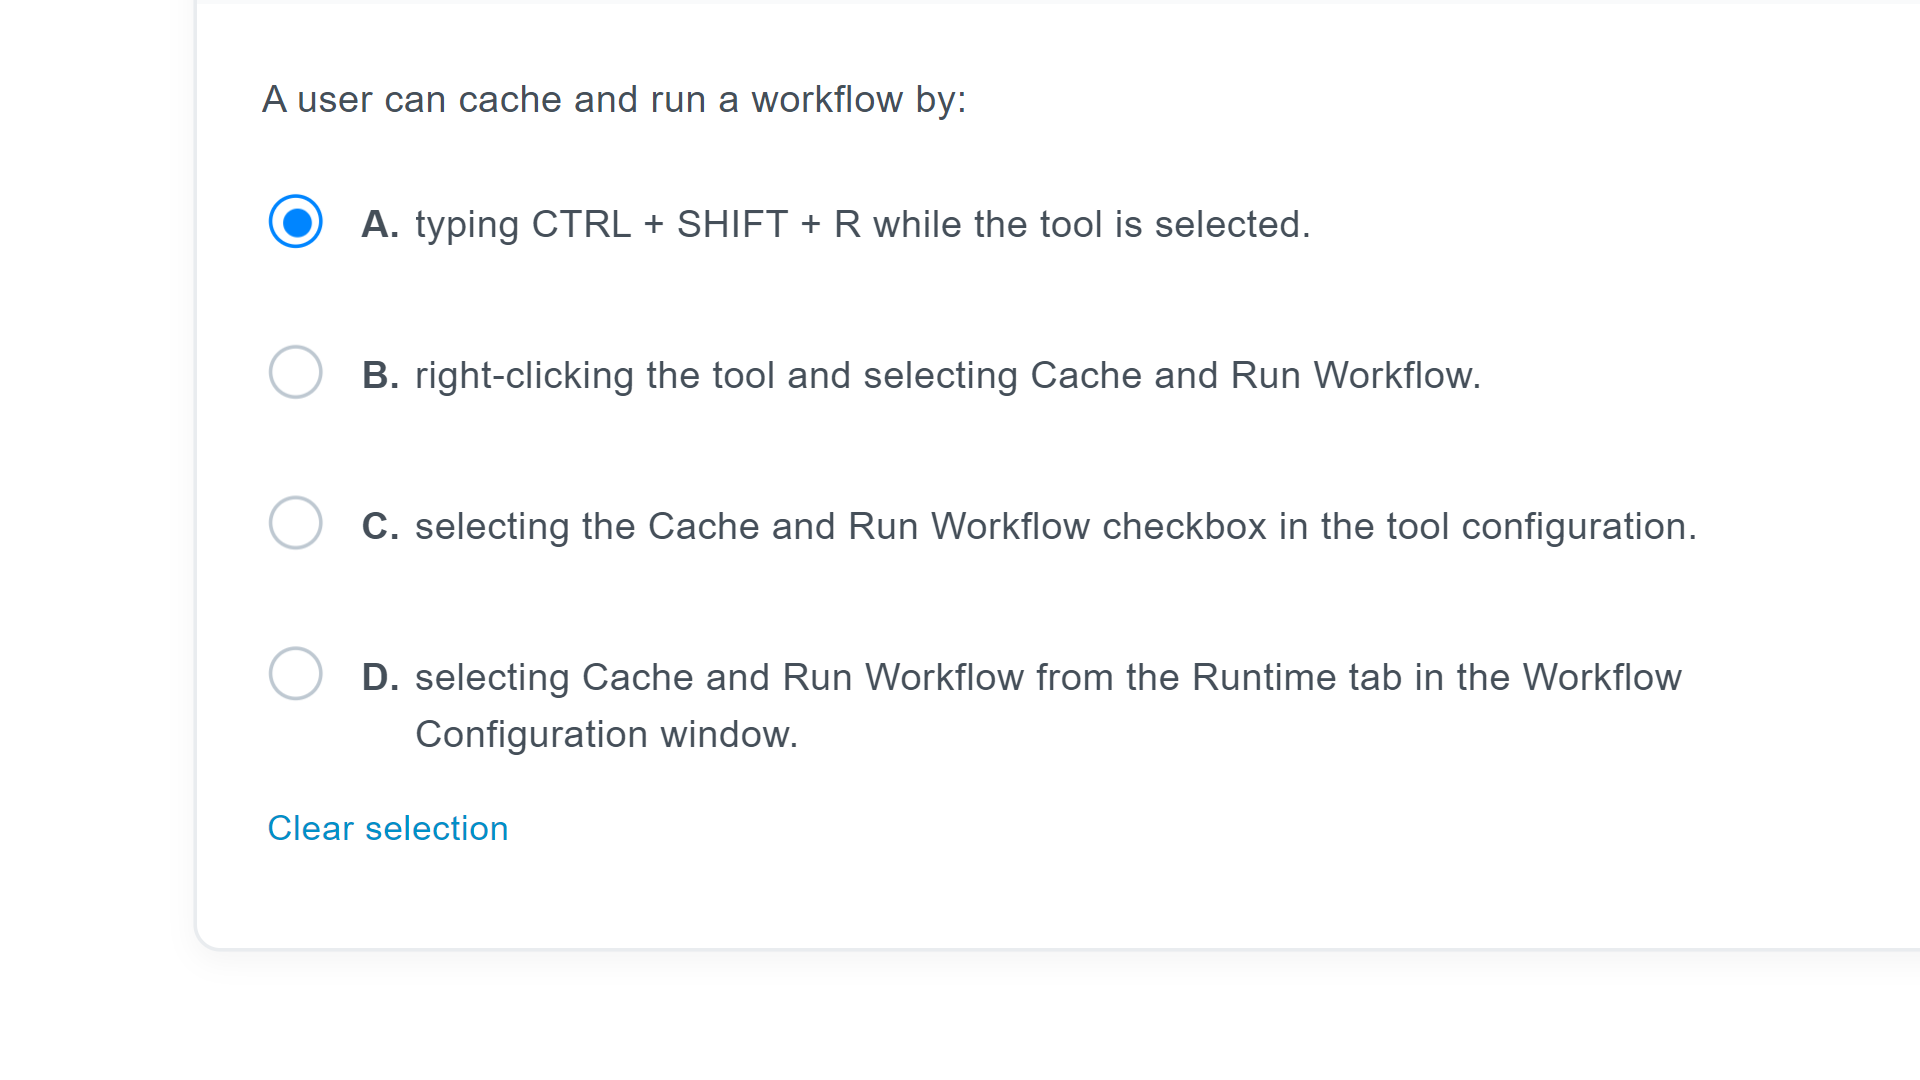 A user can cache and run a workflow by:
A. typing CTRL + SHIFT + R while the tool is selected.
B. right-clicking the tool and selecting Cache and Run Workflow.
C. selecting the Cache and Run Workflow checkbox in the tool configuration.
D. selecting Cache and Run Workflow from the Runtime tab in the Workflow
Configuration window.
Clear selection